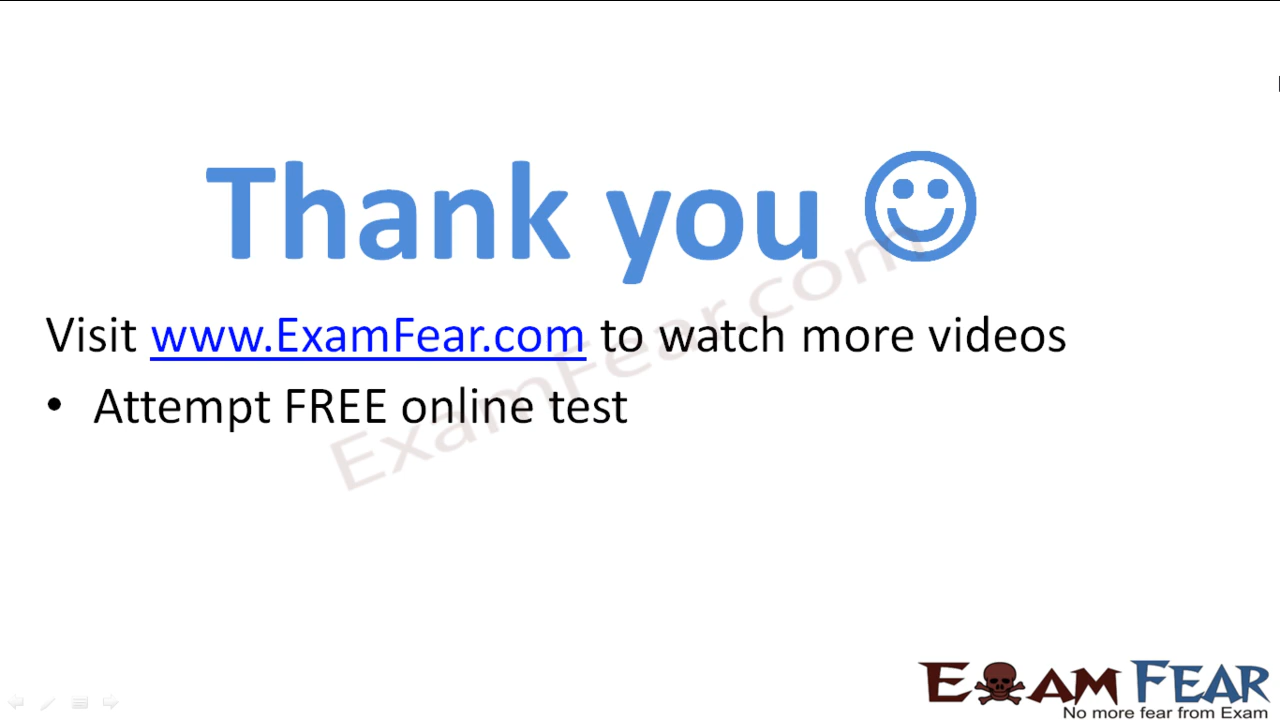 Thank you ☺
Visit www.ExamFear.com to watch more videos
• Attempt FREE online test
ExamFear.com
EXAM FEAR
No more fear from Exam